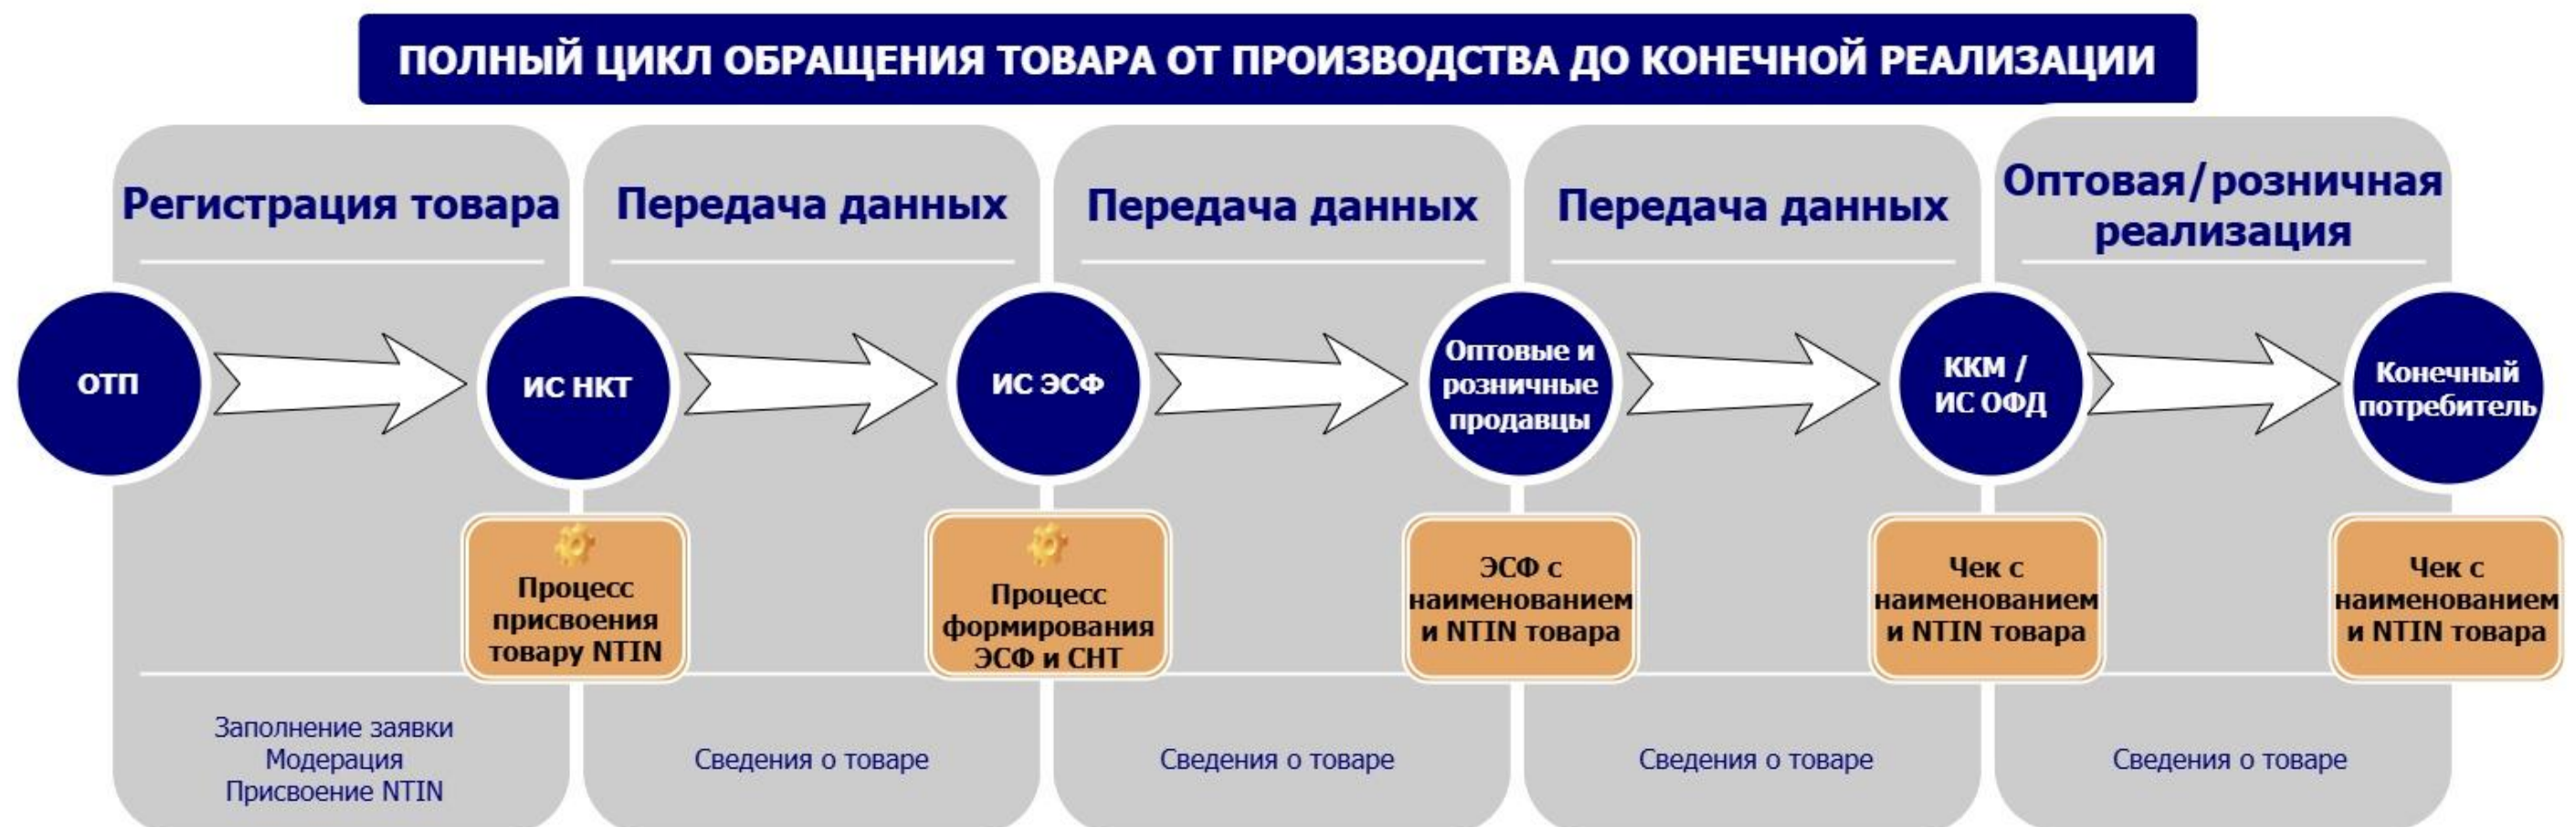 ПОЛНЫЙ ЦИКЛ ОБРАЩЕНИЯ ТОВАРА ОТ ПРОИЗВОДСТВА ДО КОНЕЧНОЙ РЕАЛИЗАЦИИ
Регистрация товара
Передача данных
Передача данных
Передача данных
Оптовая/розничная
реализация
ОТП
ИС НКТ
ИС ЭСФ
Оптовые и
розничные
продавцы
ККМ /
ИС ОФД
Конечный
потребитель
Процесс
присвоения
товару NTIN
Процесс
формирования
ЭСФ и СНТ
ЭСФ с
наименованием
и NTIN товара
Чек с
наименованием
и NTIN товара
Чек с
наименованием
и NTIN товара
Заполнение заявки
Модерация
Присвоение NTIN
Сведения о товаре
Сведения о товаре
Сведения о товаре
Сведения о товаре